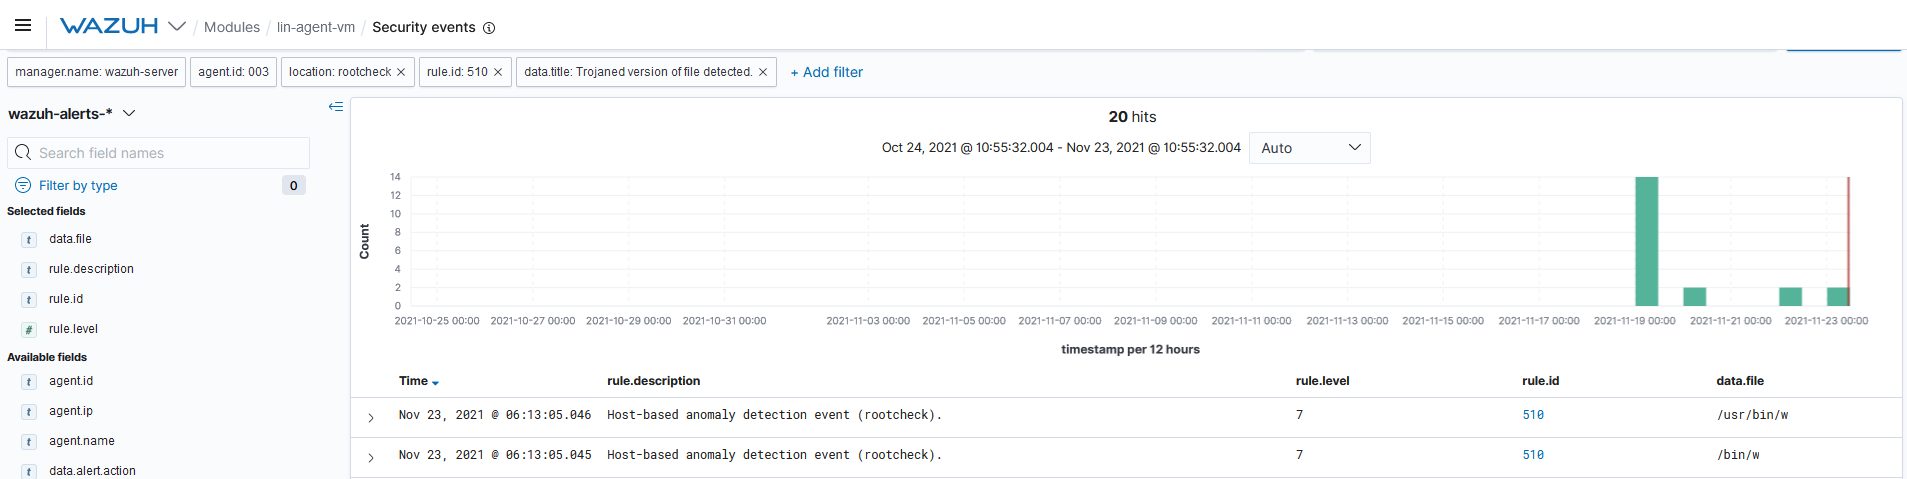 WAZUH / Modules / lin-agent-vm / Security events
manager.name: wazuh-server agent.id: 003 location: rootcheck × rule.id: 510 × data.title: Trojaned version of file detected. × + Add filter
wazuh-alerts-*
Search field names
Filter by type 0
Selected fields
t data.file
t rule.description
t rule.id
# rule.level
Available fields
t agent.id
t agent.ip
t agent.name
t data.alert.action
20 hits
Oct 24, 2021 @ 10:55:32.004 - Nov 23, 2021 @ 10:55:32.004 Auto
Count
14
12
10
8
6
4
2
0
2021-10-25 00:00 2021-10-27 00:00 2021-10-29 00:00 2021-10-31 00:00 2021-11-03 00:00 2021-11-05 00:00 2021-11-07 00:00 2021-11-09 00:00 2021-11-11 00:00 2021-11-13 00:00 2021-11-15 00:00 2021-11-17 00:00 2021-11-19 00:00 2021-11-21 00:00 2021-11-23 00:00
timestamp per 12 hours
Time rule.description rule.level rule.id data.file
Nov 23, 2021 @ 06:13:05.046 Host-based anomaly detection event (rootcheck). 7 510 /usr/bin/w
Nov 23, 2021 @ 06:13:05.045 Host-based anomaly detection event (rootcheck). 7 510 /bin/w